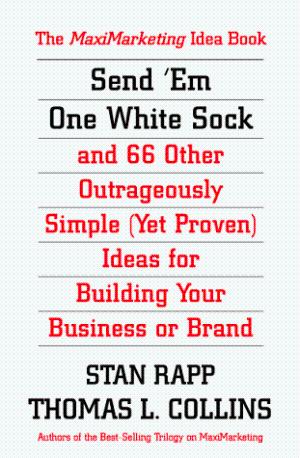 The MaxiMarketing Idea Book
Send 'Em
One White Sock
and 66 Other
Outrageously
Simple (Yet Proven)
Ideas for
Building Your
Business or Brand
STAN RAPP
THOMAS L. COLLINS
Authors of the Best-Selling Trilogy on MaxiMarketing